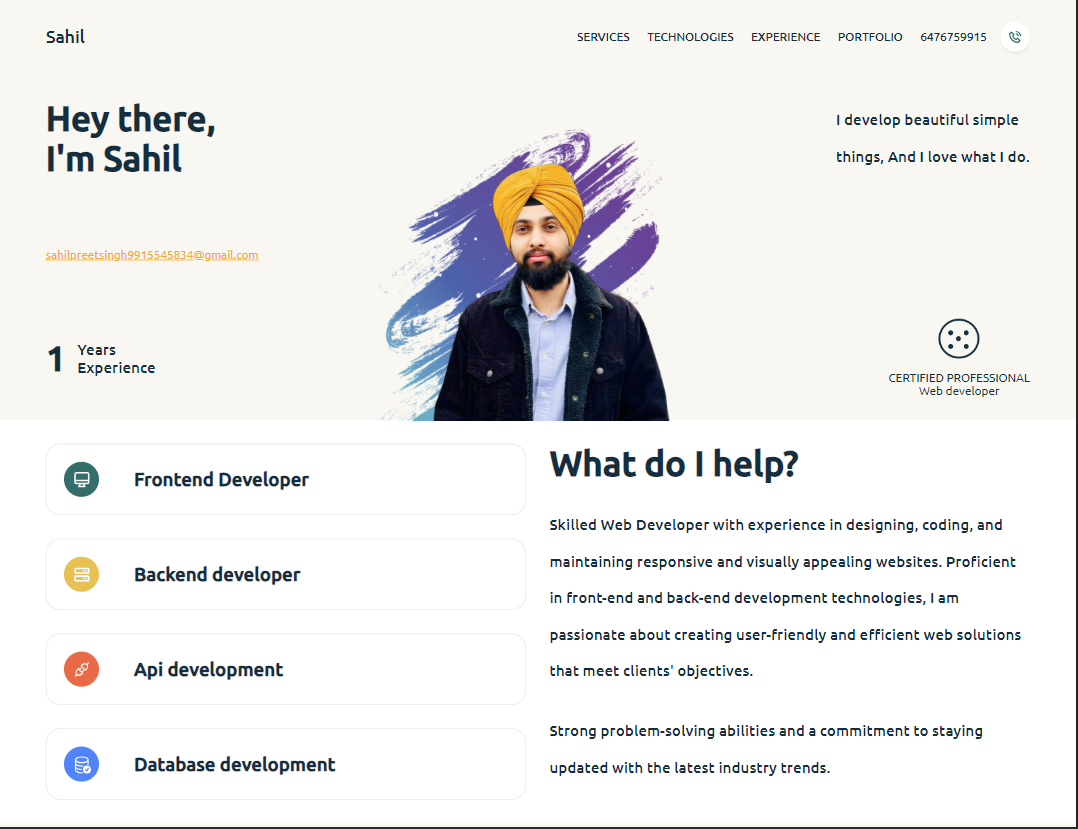 Sahil
SERVICES TECHNOLOGIES EXPERIENCE PORTFOLIO 6476759915
Hey there,
I'm Sahil
I develop beautiful simple
things, And I love what I do.
sahilpreetsingh9915545834@gmail.com
1 Years
Experience
CERTIFIED PROFESSIONAL
Web developer
Frontend Developer
Backend developer
Api development
Database development
What do I help?
Skilled Web Developer with experience in designing, coding, and
maintaining responsive and visually appealing websites. Proficient
in front-end and back-end development technologies, I am
passionate about creating user-friendly and efficient web solutions
that meet clients' objectives.
Strong problem-solving abilities and a commitment to staying
updated with the latest industry trends.